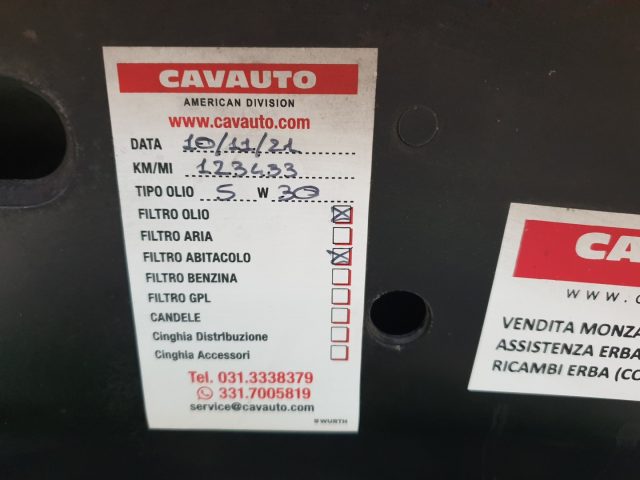 CAVAUTO
AMERICAN DIVISION
www.cavauto.com
DATA 10/11/21
KM/MI 123433
TIPO OLIO 5 W 30
FILTRO OLIO
FILTRO ARIA
FILTRO ABITACOLO
FILTRO BENZINA
FILTRO GPL
CANDELE
Cinghia Distribuzione
Cinghia Accessori
Tel. 031.3338379
331.7005819
service@cavauto.com
WURTH
CA
www.
VENDITA MONZA
ASSISTENZA ERBA
RICAMBI ERBA (CO